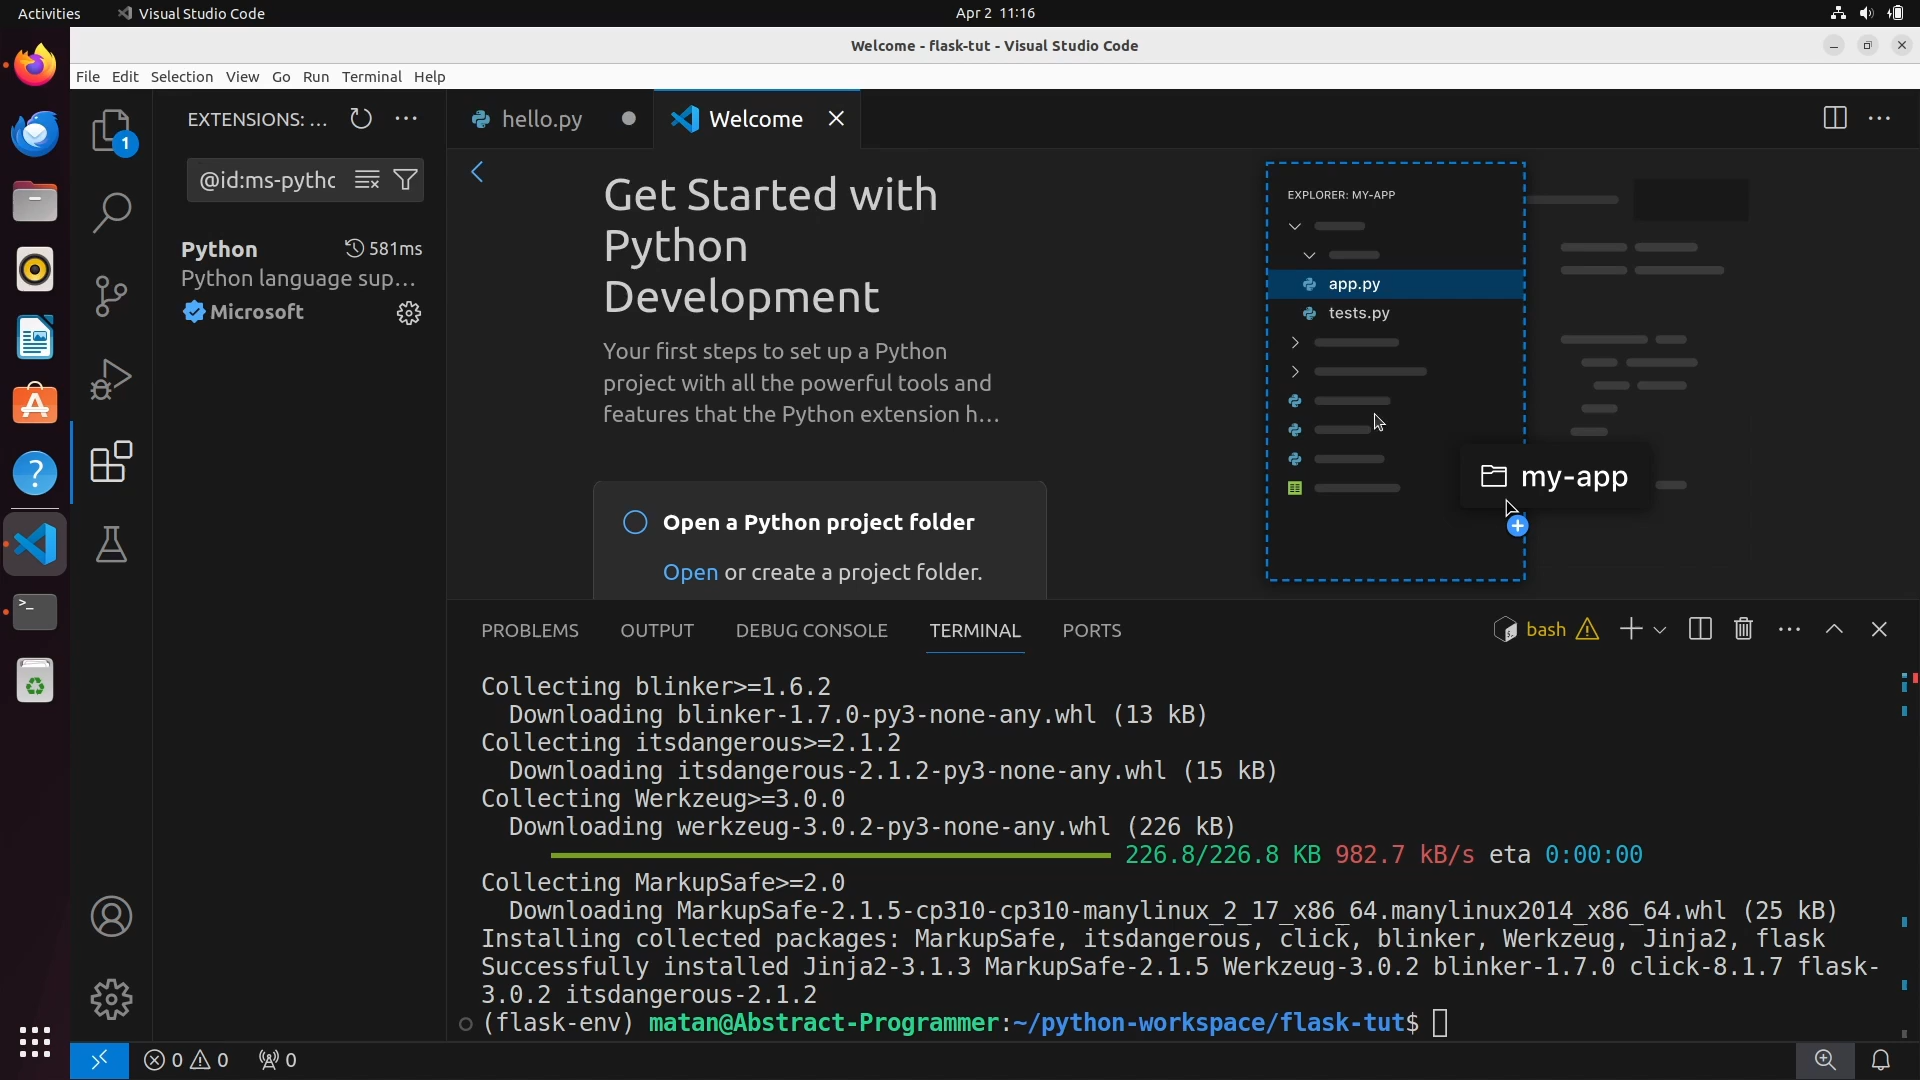 Activities
Visual Studio Code
Apr 2 11:16
Welcome - flask-tut - Visual Studio Code
File Edit Selection View Go Run Terminal Help
EXTENSIONS: ...
hello.py
Welcome
1
@id:ms-pytho
Python
581ms
Python language sup...
Microsoft
Get Started with
Python
Development
Your first steps to set up a Python
project with all the powerful tools and
features that the Python extension h...
Open a Python project folder
Open or create a project folder.
EXPLORER: MY-APP
app.py
tests.py
my-app
PROBLEMS OUTPUT DEBUG CONSOLE TERMINAL PORTS
bash
Collecting blinker>=1.6.2
Downloading blinker-1.7.0-py3-none-any.whl (13 kB)
Collecting itsdangerous>=2.1.2
Downloading itsdangerous-2.1.2-py3-none-any.whl (15 kB)
Collecting Werkzeug>=3.0.0
Downloading werkzeug-3.0.2-py3-none-any.whl (226 kB)
226.8/226.8 KB 982.7 kB/s eta 0:00:00
Collecting MarkupSafe>=2.0
Downloading MarkupSafe-2.1.5-cp310-cp310-manylinux_2_17_x86_64.manylinux2014_x86_64.whl (25 kB)
Installing collected packages: MarkupSafe, itsdangerous, click, blinker, Werkzeug, Jinja2, flask
Successfully installed Jinja2-3.1.3 MarkupSafe-2.1.5 Werkzeug-3.0.2 blinker-1.7.0 click-8.1.7 flask-
3.0.2 itsdangerous-2.1.2
(flask-env) matan@Abstract-Programmer:~/python-workspace/flask-tut$
0 0 0